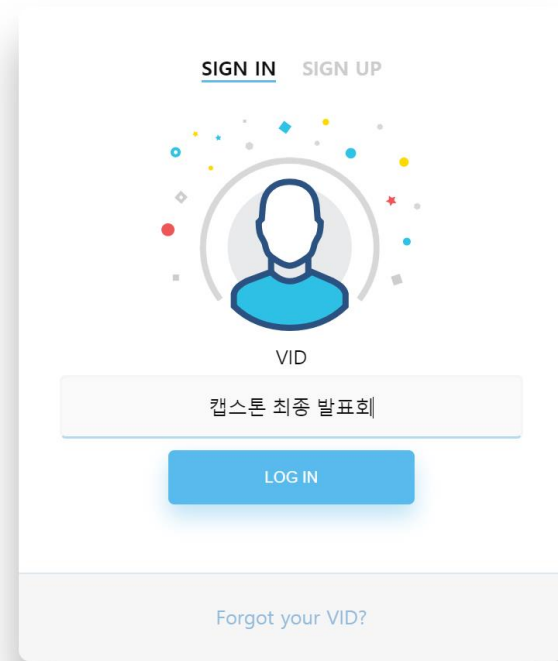 SIGN IN SIGN UP
VID
캡스톤 최종 발표회
LOG IN
Forgot your VID?